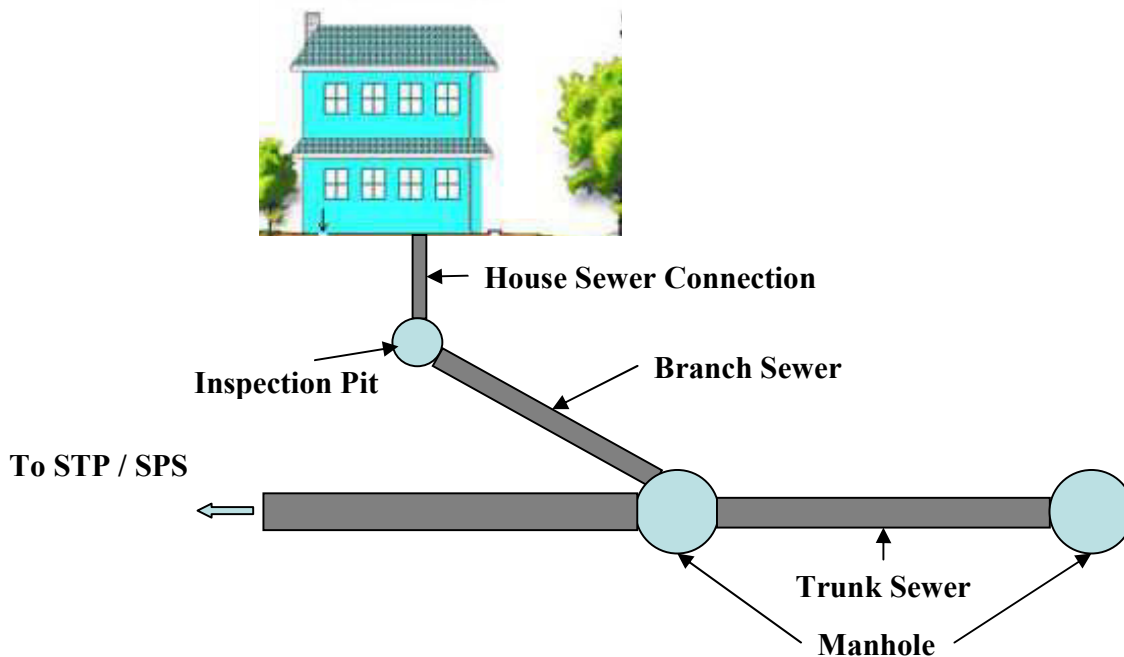 House Sewer Connection
Branch Sewer
Inspection Pit
To STP / SPS
Trunk Sewer
Manhole